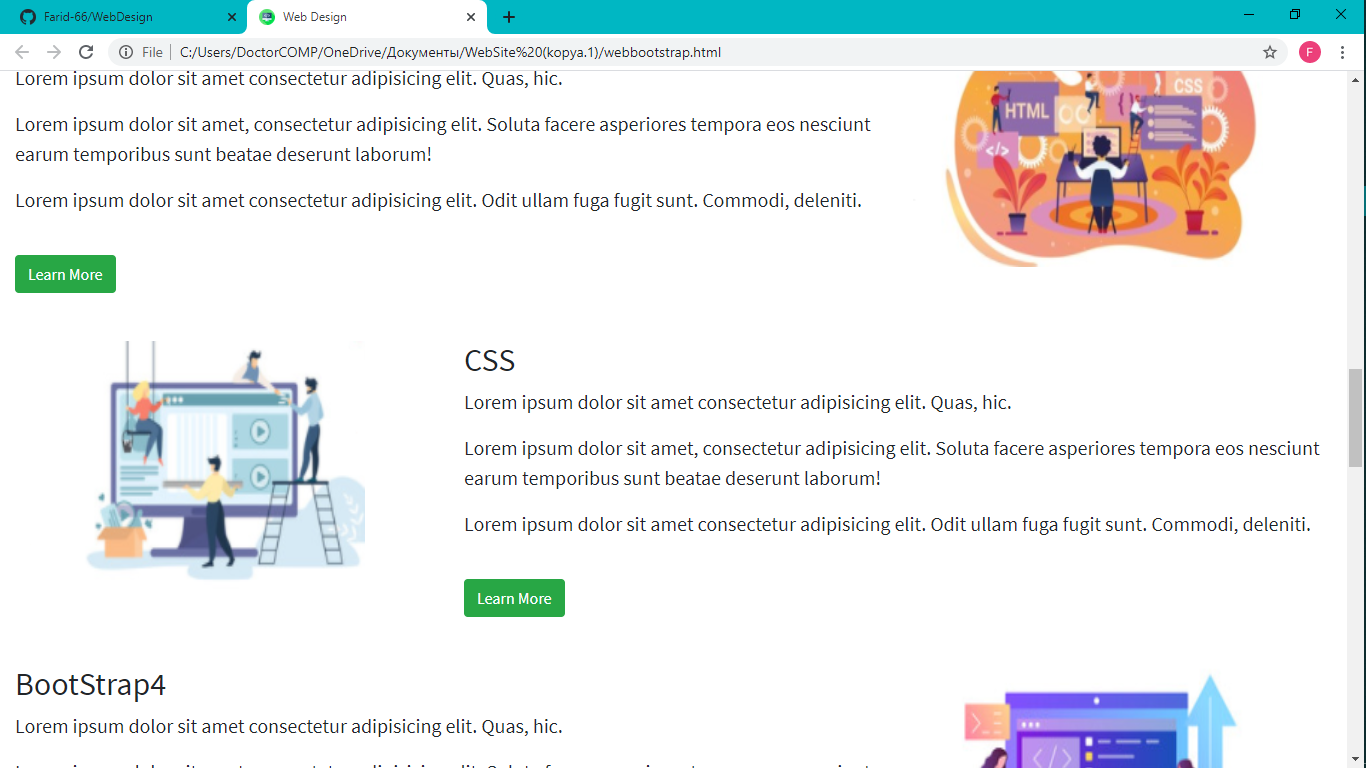 Farid-66/WebDesign
Web Design
File
C:/Users/DoctorCOMP/OneDrive/Документы/WebSite%20(kopya.1)/webbootstrap.html
F
Lorem ipsum dolor sit amet consectetur adipisicing elit. Quas, hic.
Lorem ipsum dolor sit amet, consectetur adipisicing elit. Soluta facere asperiores tempora eos nesciunt
earum temporibus sunt beatae deserunt laborum!
Lorem ipsum dolor sit amet consectetur adipisicing elit. Odit ullam fuga fugit sunt. Commodi, deleniti.
Learn More
CSS
HTML
</>
CSS
Lorem ipsum dolor sit amet consectetur adipisicing elit. Quas, hic.
Lorem ipsum dolor sit amet, consectetur adipisicing elit. Soluta facere asperiores tempora eos nesciunt
earum temporibus sunt beatae deserunt laborum!
Lorem ipsum dolor sit amet consectetur adipisicing elit. Odit ullam fuga fugit sunt. Commodi, deleniti.
Learn More
BootStrap4
Lorem ipsum dolor sit amet consectetur adipisicing elit. Quas, hic.